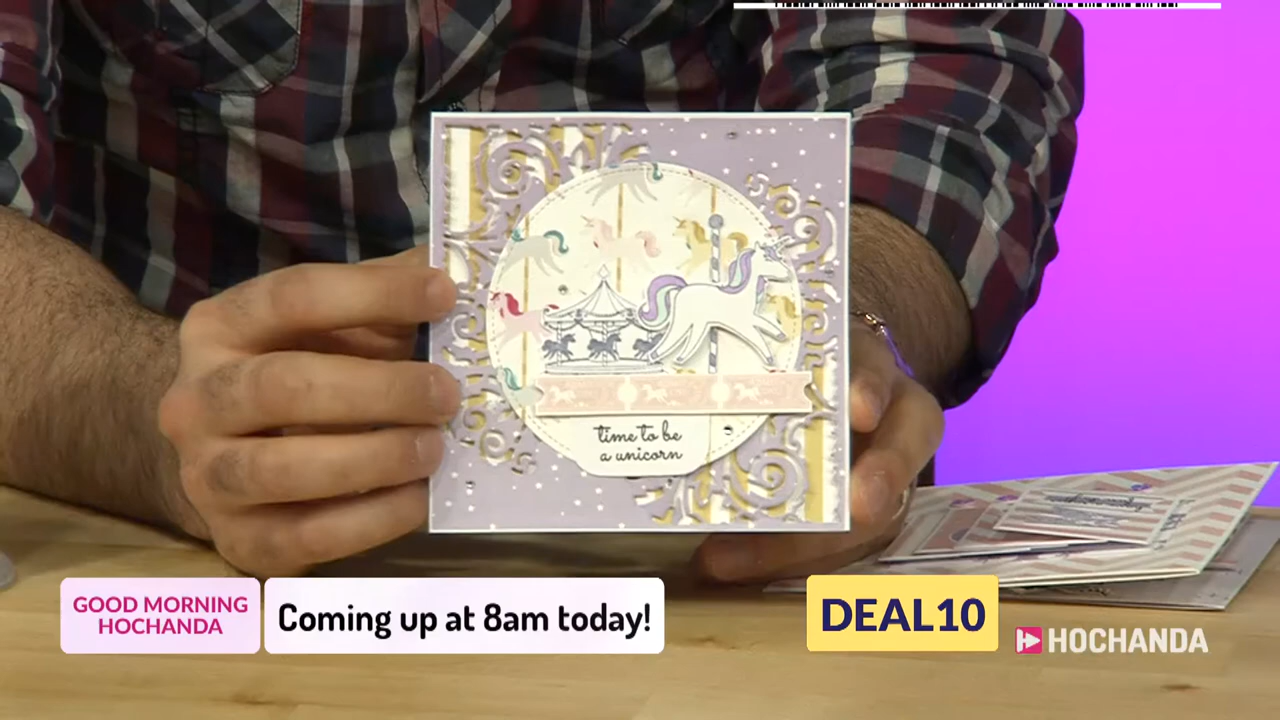 time to be
a unicorn
GOOD MORNING
HOCHANDA
Coming up at 8am today!
DEAL10
HOCHANDA